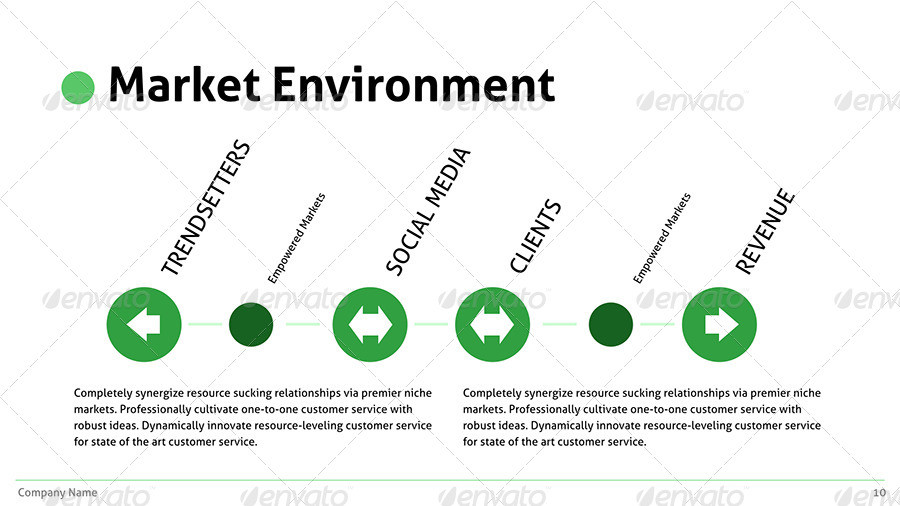 Market Environment
TRENDSETTERS
Empowered Markets
SOCIAL MEDIA
CLIENTS
Empowered Markets
REVENUE
Completely synergize resource sucking relationships via premier niche
markets. Professionally cultivate one-to-one customer service with
robust ideas. Dynamically innovate resource-leveling customer service
for state of the art customer service.
Completely synergize resource sucking relationships via premier niche
markets. Professionally cultivate one-to-one customer service with
robust ideas. Dynamically innovate resource-leveling customer service
for state of the art customer service.
Company Name
10
envato